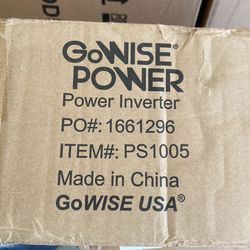 GoWISE®
POWER
Power Inverter
PO#: 1661296
ITEM#: PS1005
Made in China
GoWISE USA®